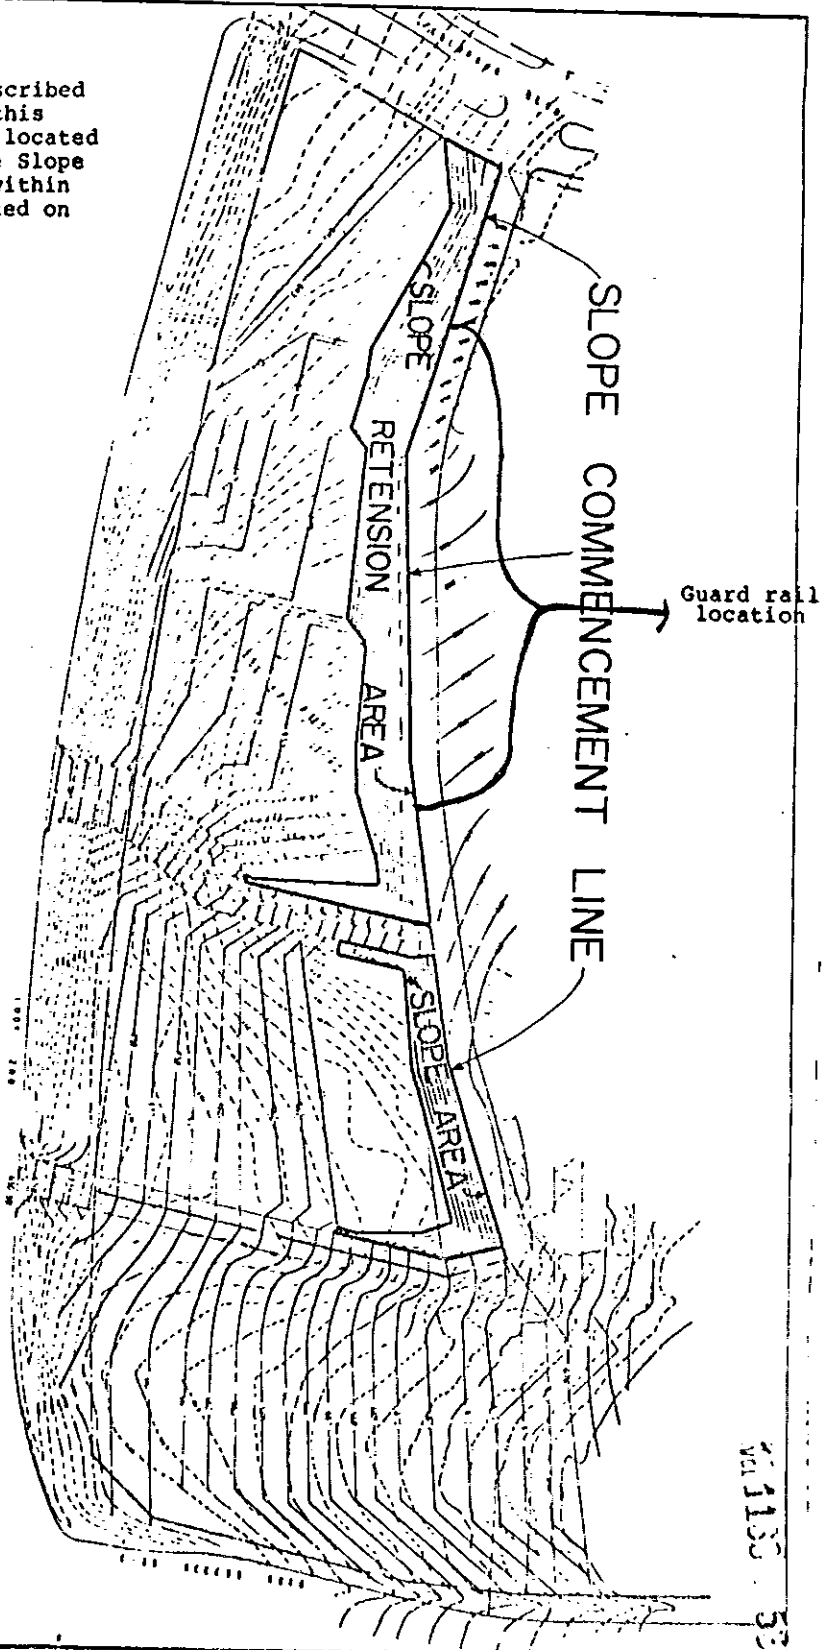 scribed
this
located
Slope
within
ed on
SLOPE COMMENCEMENT LINE
Guard rail
location
SLOPE
RETENSION
AREA
SLOPE AREA